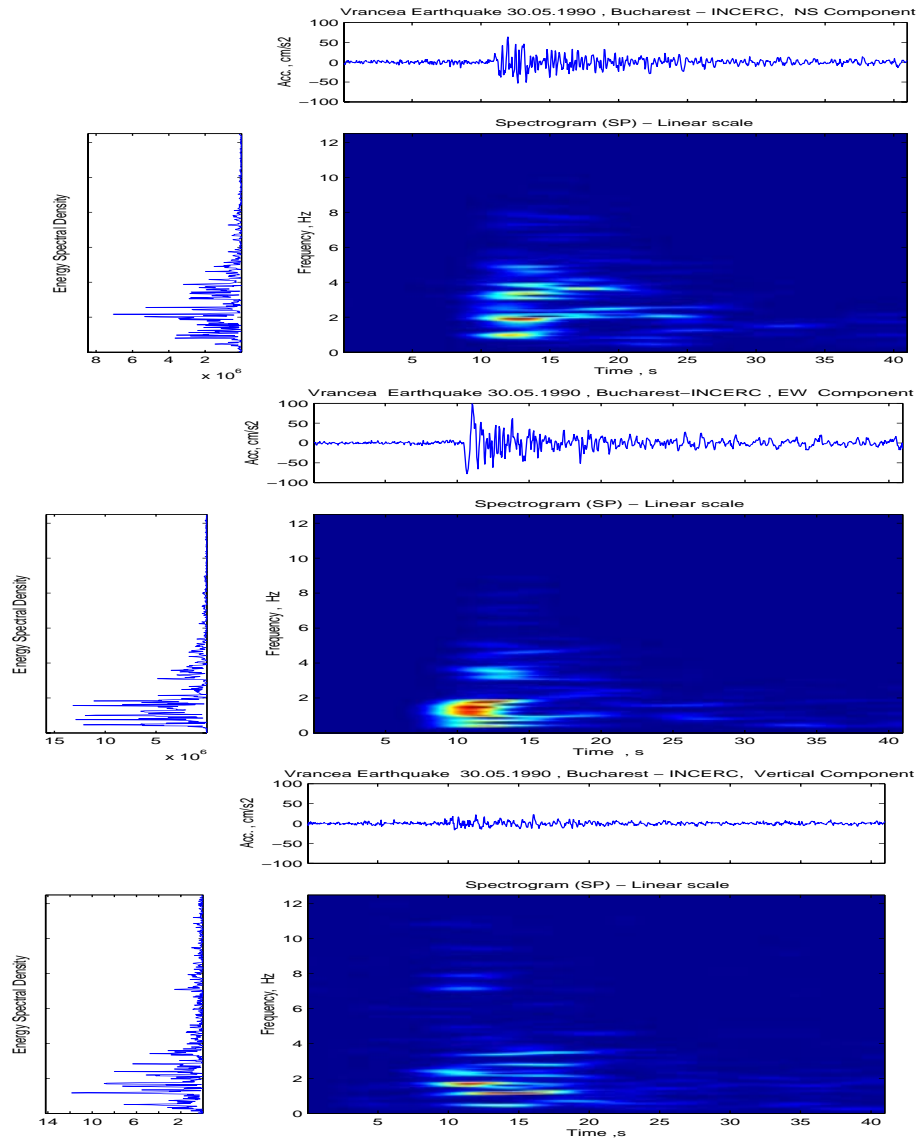 Vrancea Earthquake 30.05.1990 , Bucharest – INCERC, NS Component
100
50
0
−50
−100
Acc., cm/s2
Spectrogram (SP) – Linear scale
Energy Spectral Density
8 6 4 2
x 10^6
Frequency , Hz
12
10
8
6
4
2
0
5 10 15 20 25 30 35 40
Time , s
Vrancea Earthquake 30.05.1990 , Bucharest–INCERC , EW Component
100
50
0
−50
−100
Acc, cm/s2
Spectrogram (SP) – Linear scale
Energy Spectral Density
15 10 5
x 10^6
Frequency , Hz
12
10
8
6
4
2
0
5 10 15 20 25 30 35 40
Time , s
Vrancea Earthquake 30.05.1990 , Bucharest – INCERC, Vertical Component
100
50
0
−50
−100
Acc., cm/s2
Spectrogram (SP) – Linear scale
Energy Spectral Density
14 10 6 2
Frequency, Hz
12
10
8
6
4
2
0
5 10 15 20 25 30 35 40
Time ,s